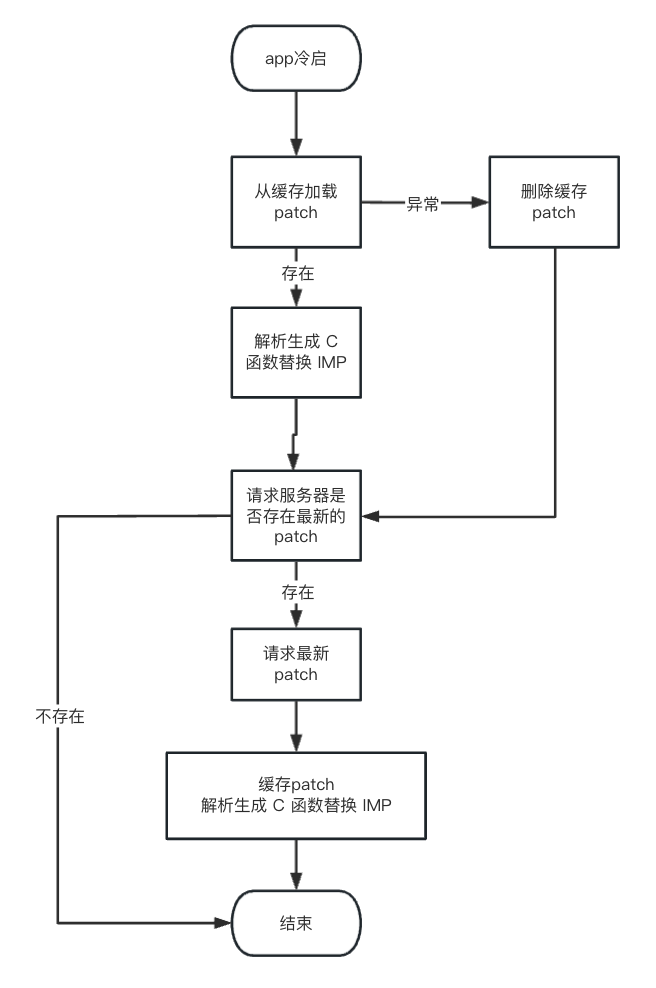 app冷启
从缓存加载
patch
异常
删除缓存
patch
存在
解析生成 C
函数替换 IMP
请求服务器是
否存在最新的
patch
存在
请求最新
patch
不存在
缓存patch
解析生成 C 函数替换 IMP
结束